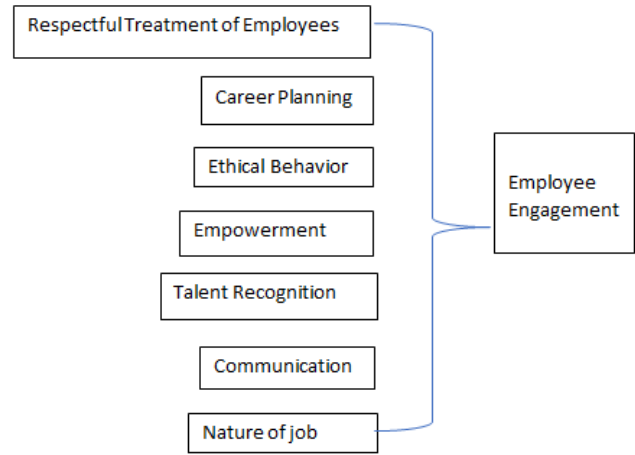 Respectful Treatment of Employees
Career Planning
Ethical Behavior
Empowerment
Talent Recognition
Communication
Nature of job
Employee
Engagement